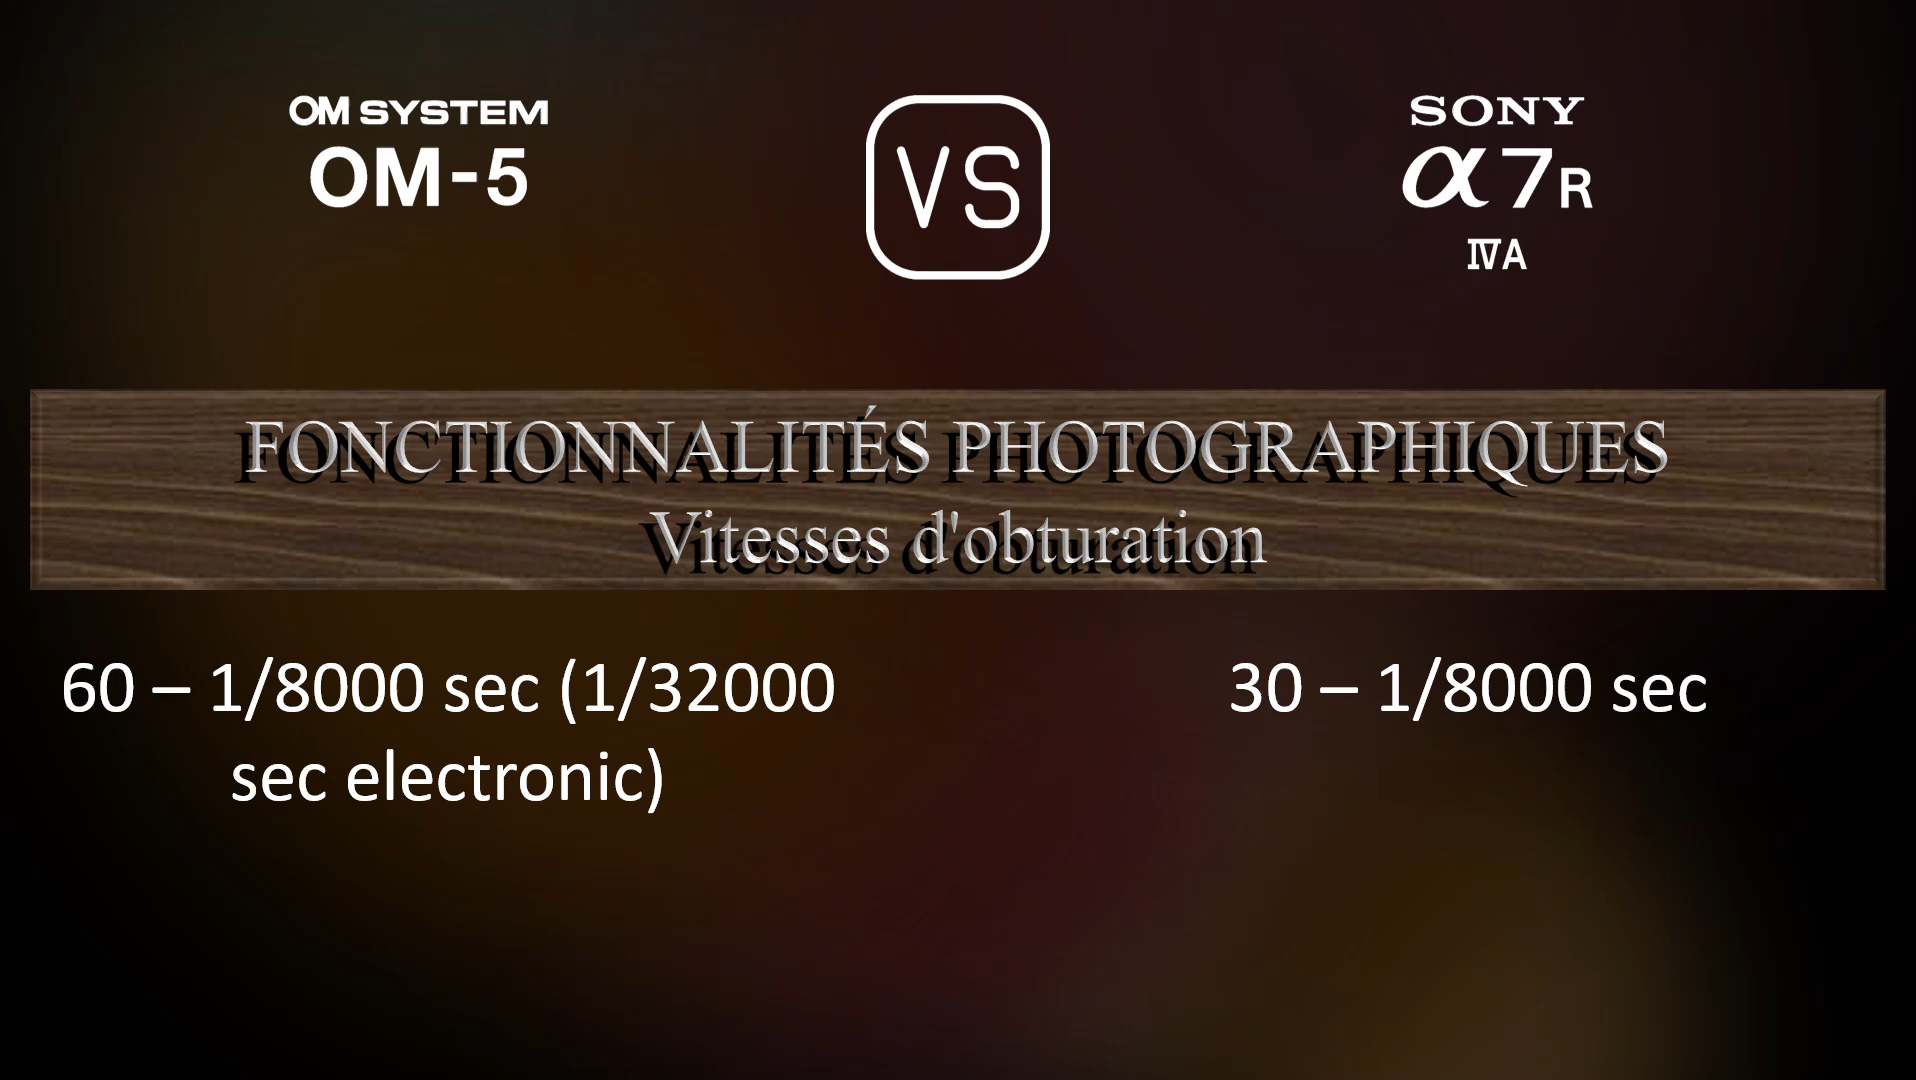 OM SYSTEM
OM-5
VS
SONY
α7R
IVA
FONCTIONNALITÉS PHOTOGRAPHIQUES
Vitesses d'obturation
60 – 1/8000 sec (1/32000
sec electronic)
30 – 1/8000 sec